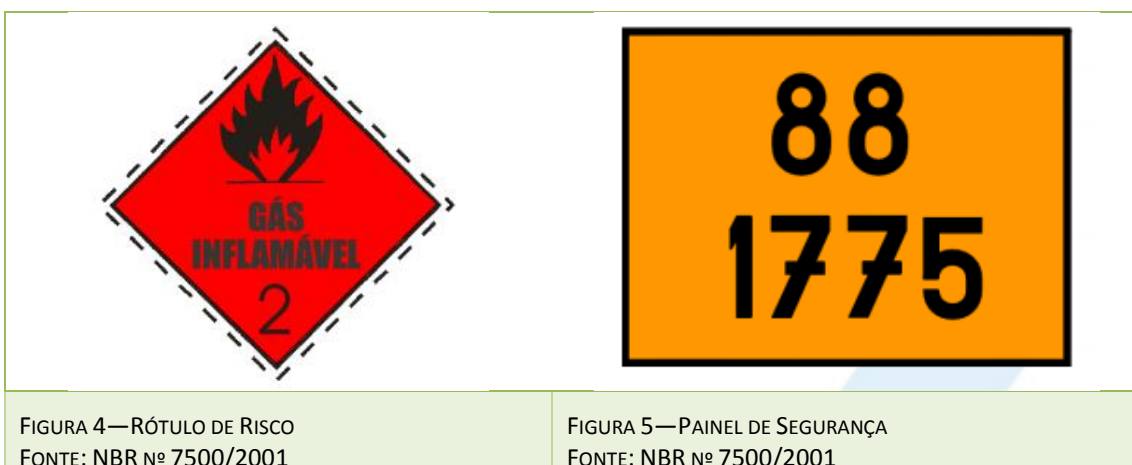 GÁS
INFLAMÁVEL
2
88
1775
FIGURA 4—RÓTULO DE RISCO
FONTE: NBR Nº 7500/2001
FIGURA 5—PAINEL DE SEGURANÇA
FONTE: NBR Nº 7500/2001